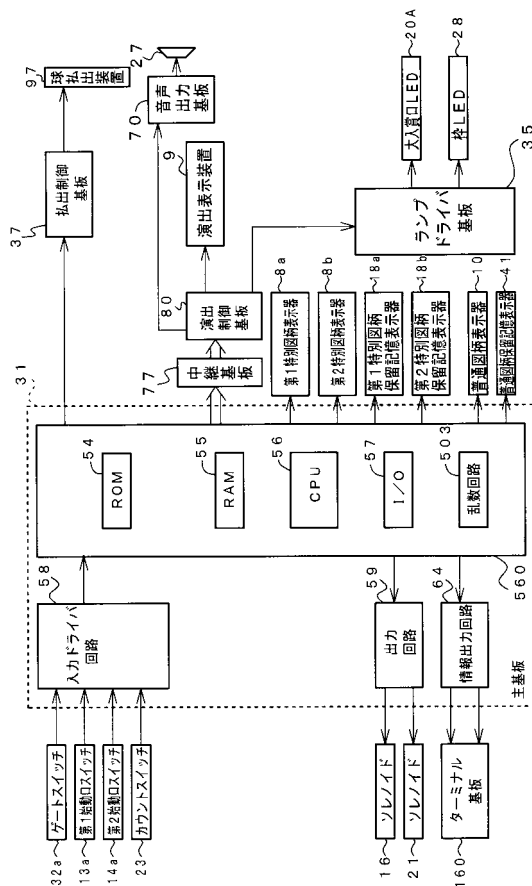 31
主基板
32a
ゲートスイッチ
13a
第1始動口スイッチ
14a
第2始動口スイッチ
23
カウントスイッチ
58
入力ドライバ
回路
54
ROM
55
RAM
56
CPU
57
I/O
503
乱数回路
560
59
出力
回路
64
情報出力回路
16
ソレノイド
21
ソレノイド
160
ターミナル
基板
37
払出制御
基板
97
球払出装置
77
中継基板
80
演出
制御
基板
9
演出表示装置
70
音声
出力
基板
27
35
ランプ
ドライバ
基板
20A
大入賞口LED
28
枠LED
8a
第1特別図柄表示器
8b
第2特別図柄表示器
18a
第1特別図柄
保留記憶表示器
18b
第2特別図柄
保留記憶表示器
10
普通図柄表示器
41
普通図柄保留記憶表示器